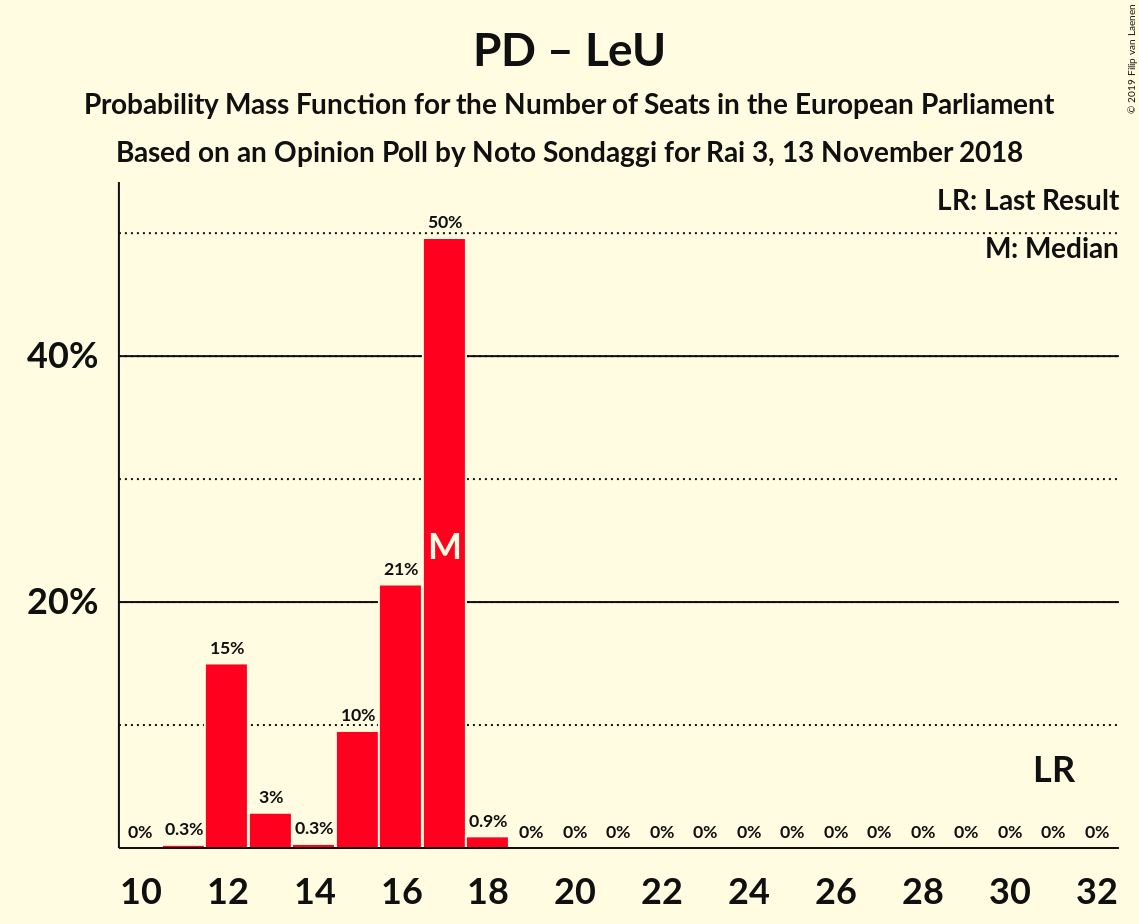 PD – LeU
Probability Mass Function for the Number of Seats in the European Parliament
Based on an Opinion Poll by Noto Sondaggi for Rai 3, 13 November 2018
© 2019 Filip van Laenen
LR: Last Result
M: Median
50%
40%
M
21%
20%
15%
10%
LR
3%
0% 0.3% 0.3% 0.9% 0% 0% 0% 0% 0% 0% 0% 0% 0% 0% 0% 0% 0% 0%
10 12 14 16 18 20 22 24 26 28 30 32